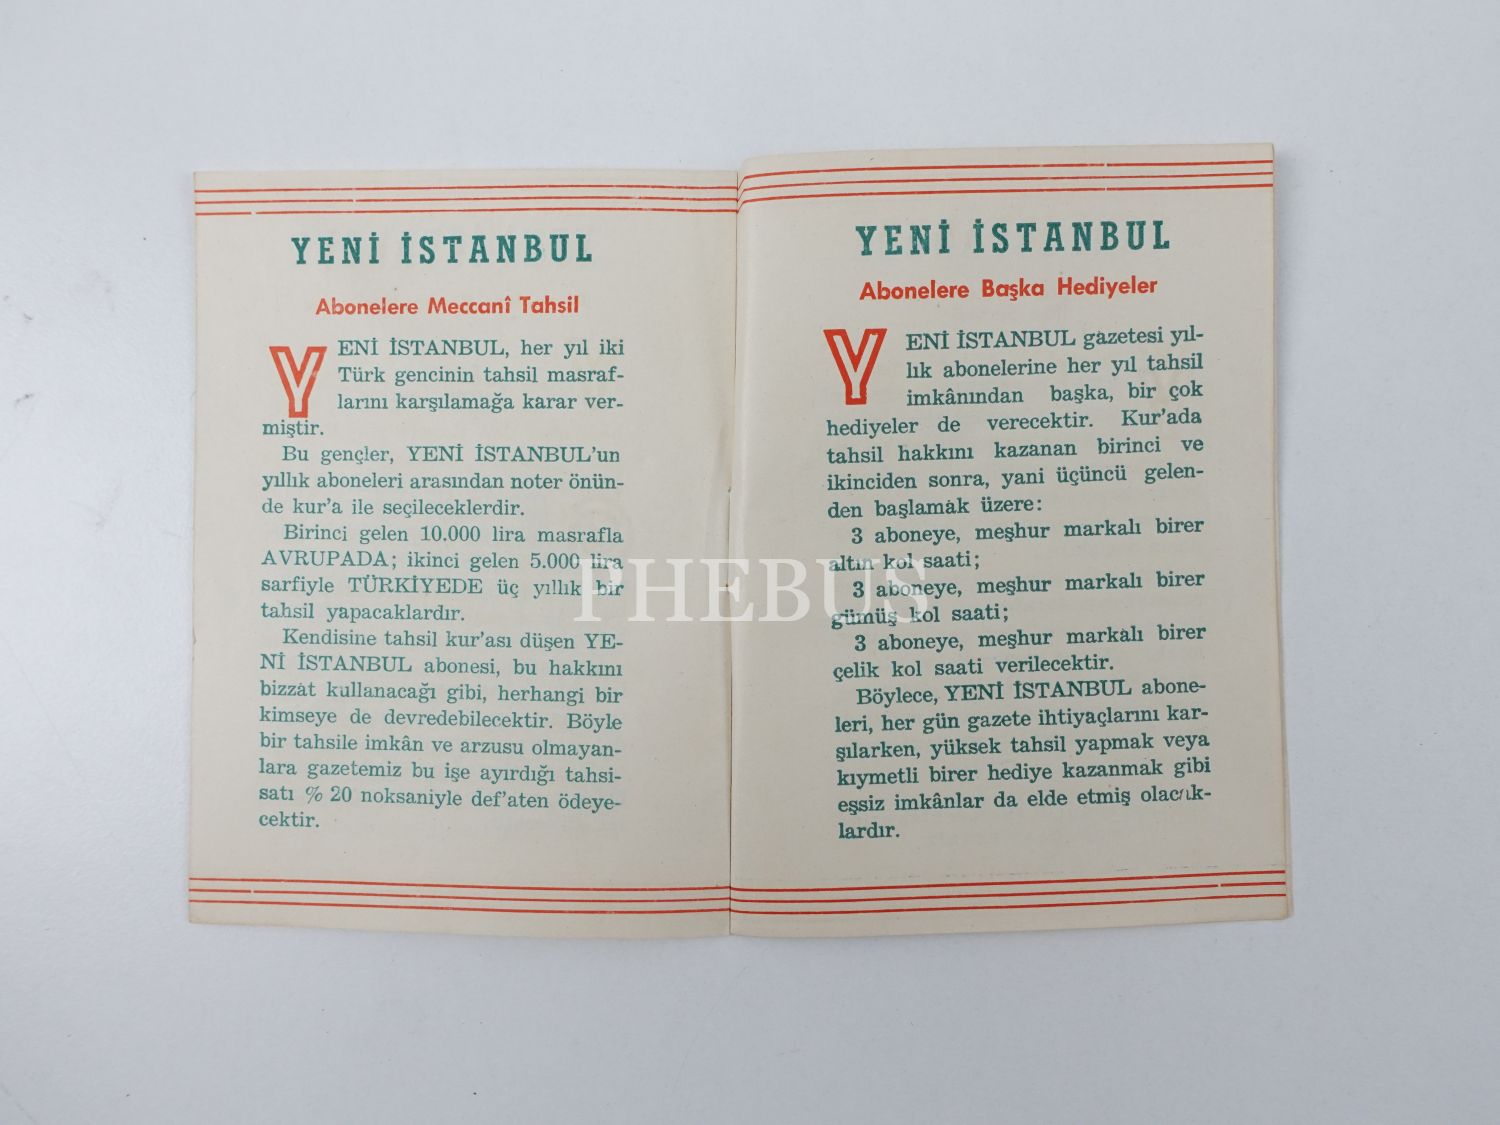 YENİ İSTANBUL
Abonelere Meccanî Tahsil
YENİ İSTANBUL, her yıl iki
Türk gencinin tahsil masraf-
larını karşılamağa karar ver-
miştir.
Bu gençler, YENİ İSTANBUL'un
yıllık aboneleri arasından noter önün-
de kur'a ile seçileceklerdir.
Birinci gelen 10.000 lira masrafla
AVRUPADA; ikinci gelen 5.000 lira
sarfiyle TÜRKİYEDE üç yıllık bir
tahsil yapacaklardır.
Kendisine tahsil kur'ası düşen YE-
Nİ İSTANBUL abonesi, bu hakkını
bizzat kullanacağı gibi, herhangi bir
kimseye de devredebilecektir. Böyle
bir tahsile imkân ve arzusu olmayan-
lara gazetemiz bu işe ayırdığı tahsi-
satı % 20 noksaniyle def'aten ödeye-
cektir.
YENİ İSTANBUL
Abonelere Başka Hediyeler
YENİ İSTANBUL gazetesi yıl-
lık abonelerine her yıl tahsil
imkânından başka, bir çok
hediyeler de verecektir. Kur'ada
tahsil hakkını kazanan birinci ve
ikinciden sonra, yani üçüncü gelen-
den başlamak üzere:
3 aboneye, meşhur markalı birer
altın kol saati;
3 aboneye, meşhur markalı birer
gümüş kol saati;
3 aboneye, meşhur markalı birer
çelik kol saati verilecektir.
Böylece, YENİ İSTANBUL abone-
leri, her gün gazete ihtiyaçlarını kar-
şılarken, yüksek tahsil yapmak veya
kıymetli birer hediye kazanmak gibi
eşsiz imkânlar da elde etmiş olacak-
lardır.
PHEBUS